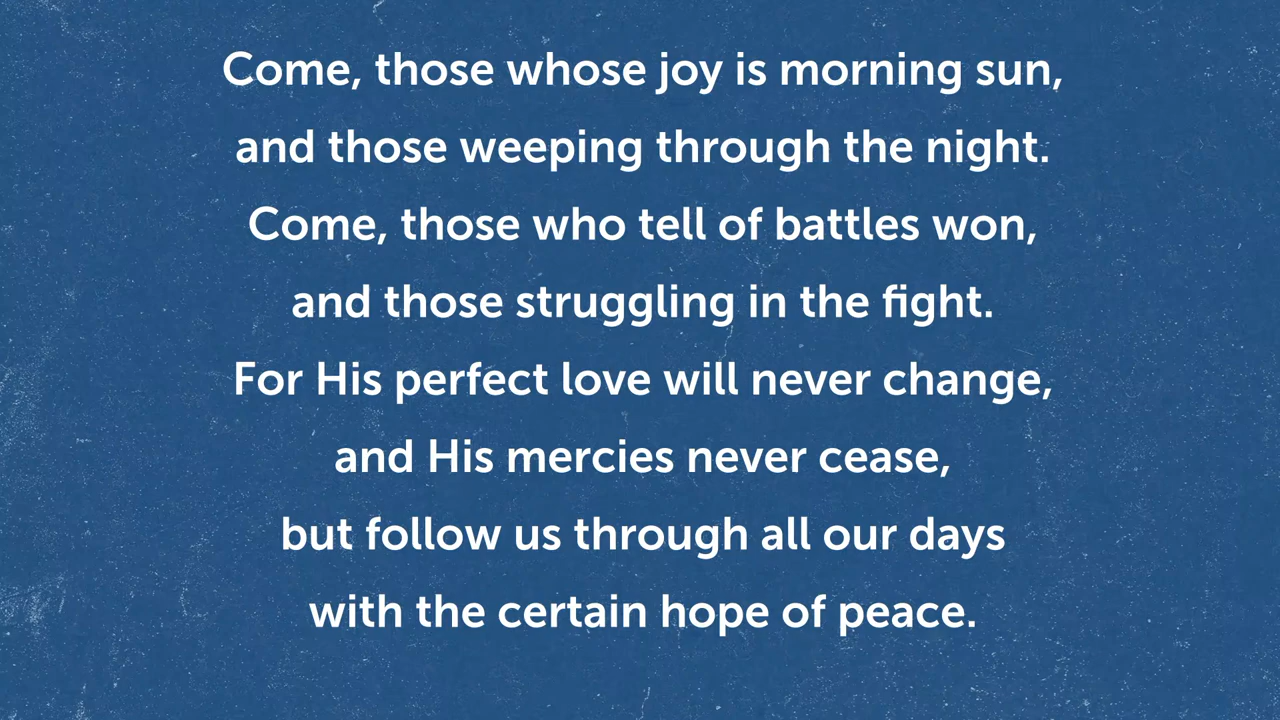 Come, those whose joy is morning sun,
and those weeping through the night.
Come, those who tell of battles won,
and those struggling in the fight.
For His perfect love will never change,
and His mercies never cease,
but follow us through all our days
with the certain hope of peace.